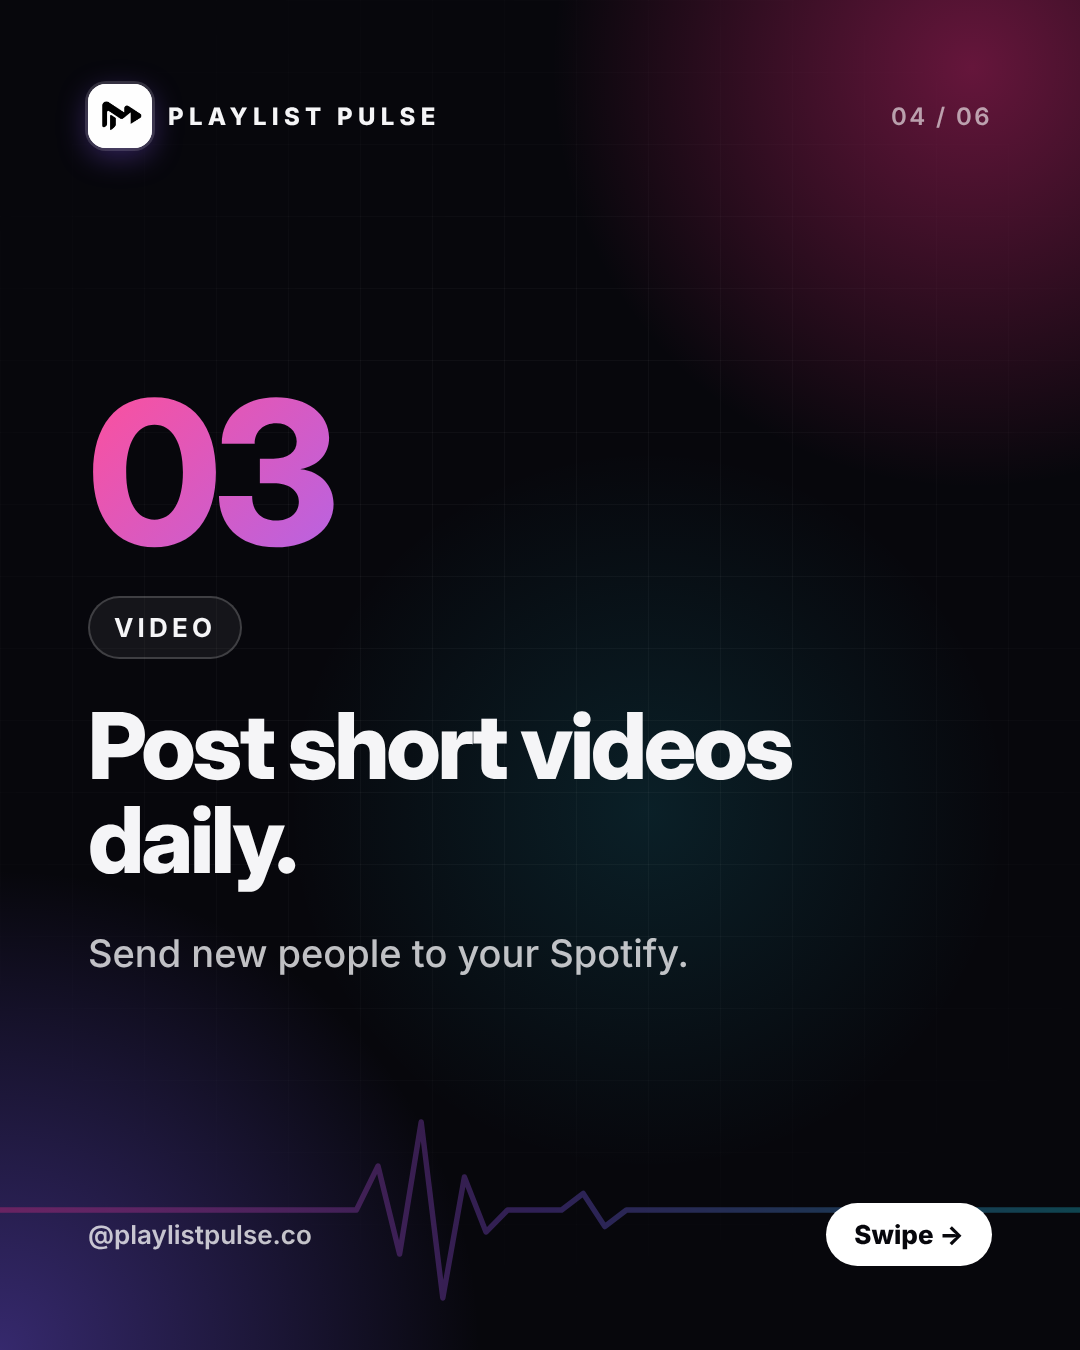 PLAYLIST PULSE
04 / 06
03
VIDEO
Post short videos
daily.
Send new people to your Spotify.
@playlistpulse.co
Swipe →